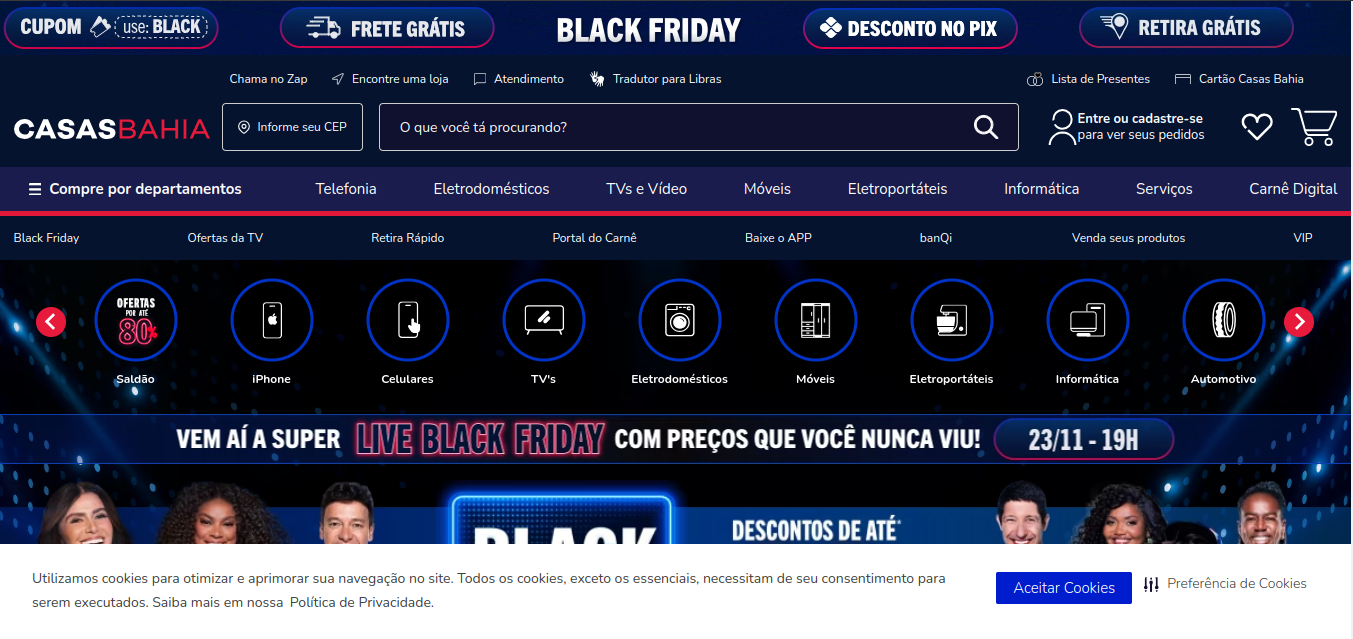 CUPOM use: BLACK
FRETE GRÁTIS
BLACK FRIDAY
DESCONTO NO PIX
RETIRA GRÁTIS
Chama no Zap
Encontre uma loja
Atendimento
Tradutor para Libras
Lista de Presentes
Cartão Casas Bahia
CASASBAHIA
Informe seu CEP
O que você tá procurando?
Entre ou cadastre-se
para ver seus pedidos
Compre por departamentos
Telefonia
Eletrodomésticos
TVs e Vídeo
Móveis
Eletroportáteis
Informática
Serviços
Carnê Digital
Black Friday
Ofertas da TV
Retira Rápido
Portal do Carnê
Baixe o APP
banQi
Venda seus produtos
VIP
OFERTAS
POR ATÉ
80%
Saldão
iPhone
Celulares
TV's
Eletrodomésticos
Móveis
Eletroportáteis
Informática
Automotivo
VEM AÍ A SUPER LIVE BLACK FRIDAY COM PREÇOS QUE VOCÊ NUNCA VIU! 23/11 - 19H
BLACK
DESCONTOS DE ATÉ*
Utilizamos cookies para otimizar e aprimorar sua navegação no site. Todos os cookies, exceto os essenciais, necessitam de seu consentimento para
serem executados. Saiba mais em nossa Política de Privacidade.
Aceitar Cookies
Preferência de Cookies